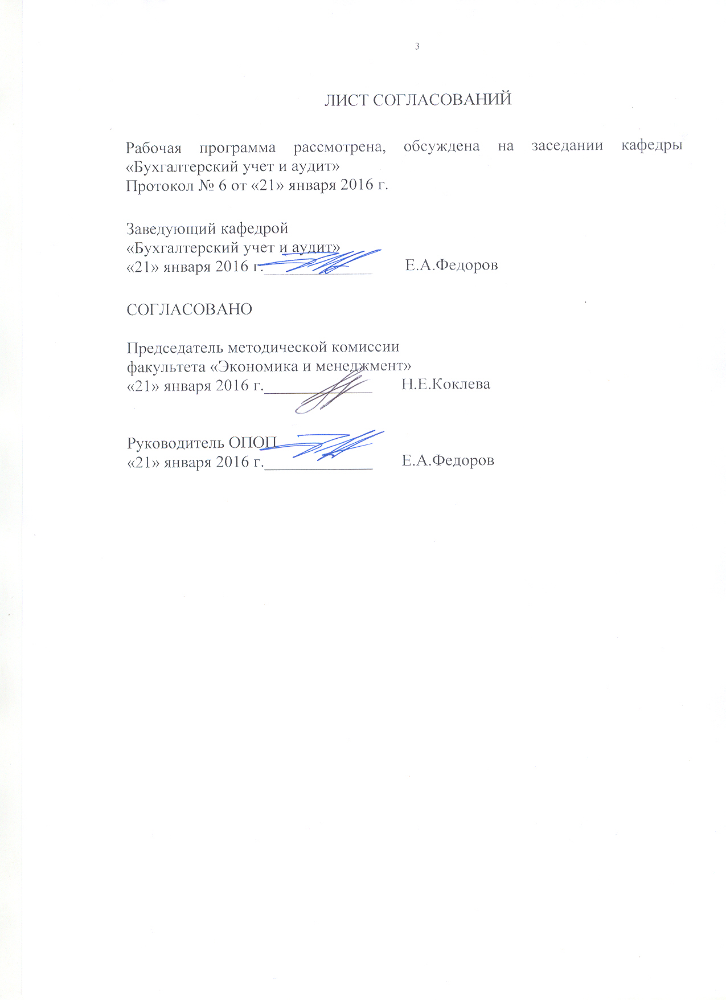 3
ЛИСТ СОГЛАСОВАНИЙ
Рабочая программа рассмотрена, обсуждена на заседании кафедры
«Бухгалтерский учет и аудит»
Протокол № 6 от «21» января 2016 г.
Заведующий кафедрой
«Бухгалтерский учет и аудит»
«21» января 2016 г.______________ Е.А.Федоров
СОГЛАСОВАНО
Председатель методической комиссии
факультета «Экономика и менеджмент»
«21» января 2016 г.______________ Н.Е.Коклева
Руководитель ОПОП
«21» января 2016 г.______________ Е.А.Федоров